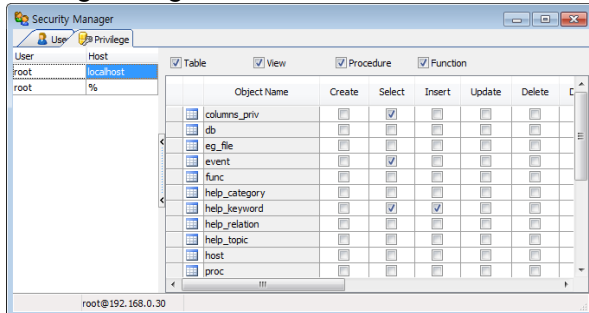 Security Manager
User Privilege
User Host
root localhost
root %
Table View Procedure Function
Object Name Create Select Insert Update Delete D
columns_priv
db
eg_file
event
func
help_category
help_keyword
help_relation
help_topic
host
proc
root@192.168.0.30